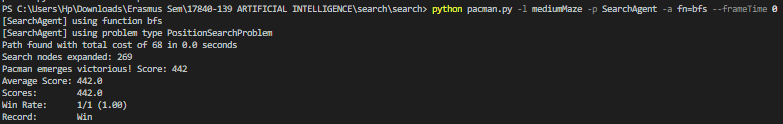 PS C:\Users\Hp\Downloads\Erasmus Sem\17840-139 ARTIFICIAL INTELLIGENCE\search\search> python pacman.py -l mediumMaze -p SearchAgent -a fn=bfs --frameTime 0
[SearchAgent] using function bfs
[SearchAgent] using problem type PositionSearchProblem
Path found with total cost of 68 in 0.0 seconds
Search nodes expanded: 269
Pacman emerges victorious! Score: 442
Average Score: 442.0
Scores:        442.0
Win Rate:      1/1 (1.00)
Record:        Win